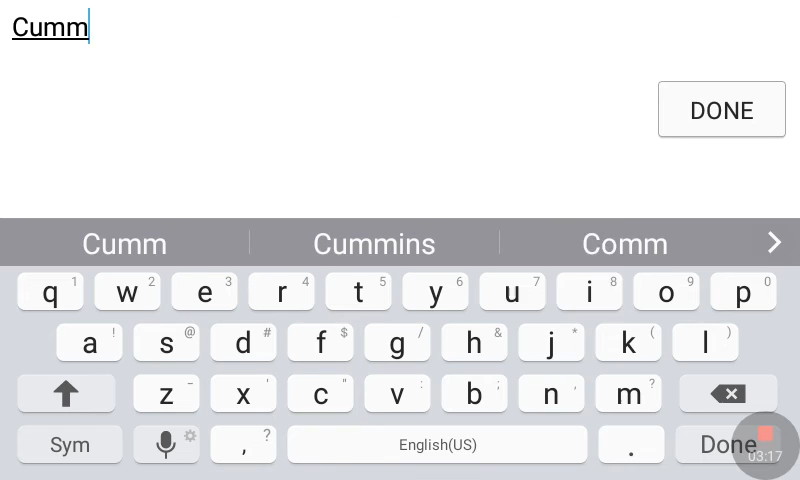 Cumm
DONE
Cumm Cummins Comm
q 1 w 2 e 3 r 4 t 5 y 6 u 7 i 8 o 9 p 0
a ! s @ d # f $ g / h & j * k ( l )
z - x ' c " v : b ; n , m ?
Sym , ? English(US) . Done
03:17